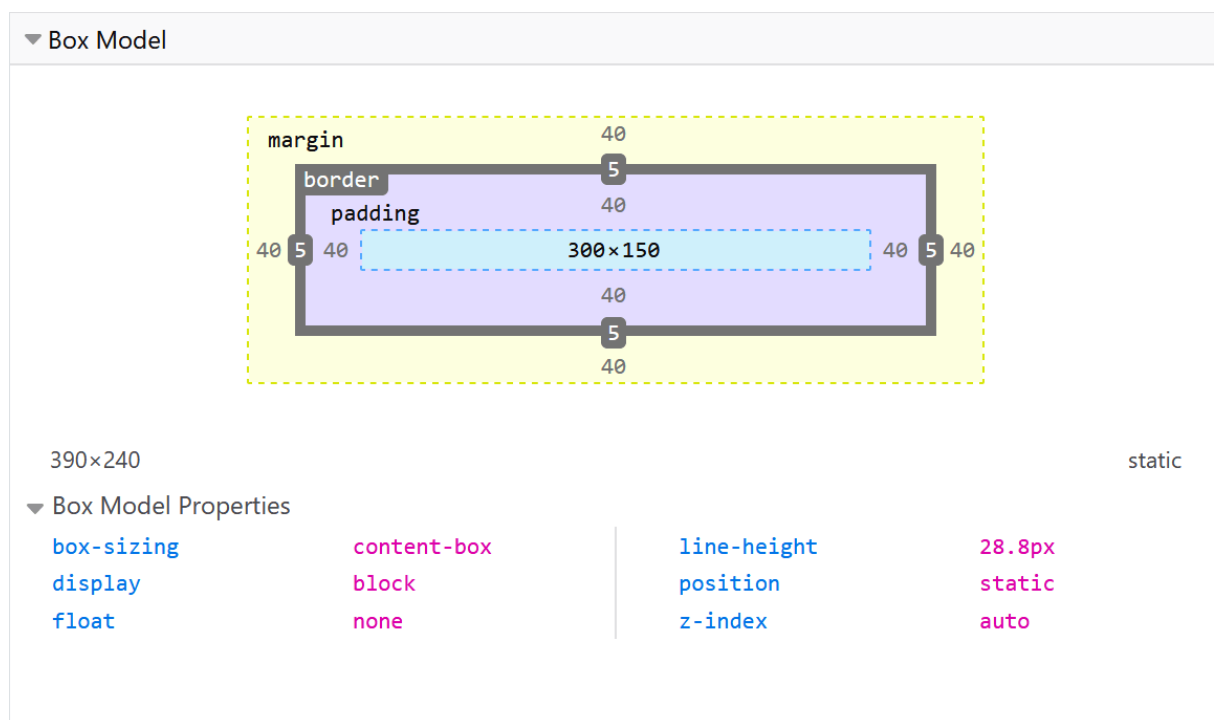 Box Model
margin 40
5
border
padding 40
40 5 40 300×150 40 5 40
40
5
40
390×240 static
Box Model Properties
box-sizing content-box line-height 28.8px
display block position static
float none z-index auto